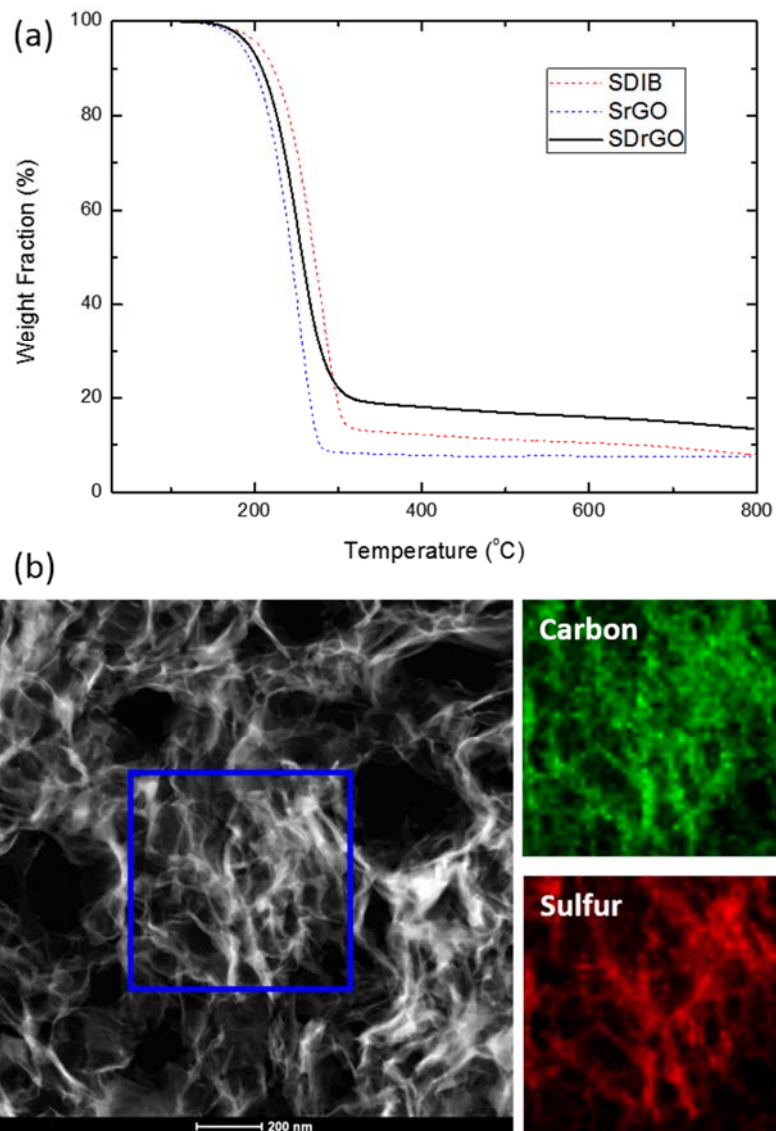 (a)
100
80
60
40
20
0
Weight Fraction (%)
SDIB
SrGO
SDrGO
200
400
600
800
Temperature (°C)
(b)
Carbon
Sulfur
200 nm